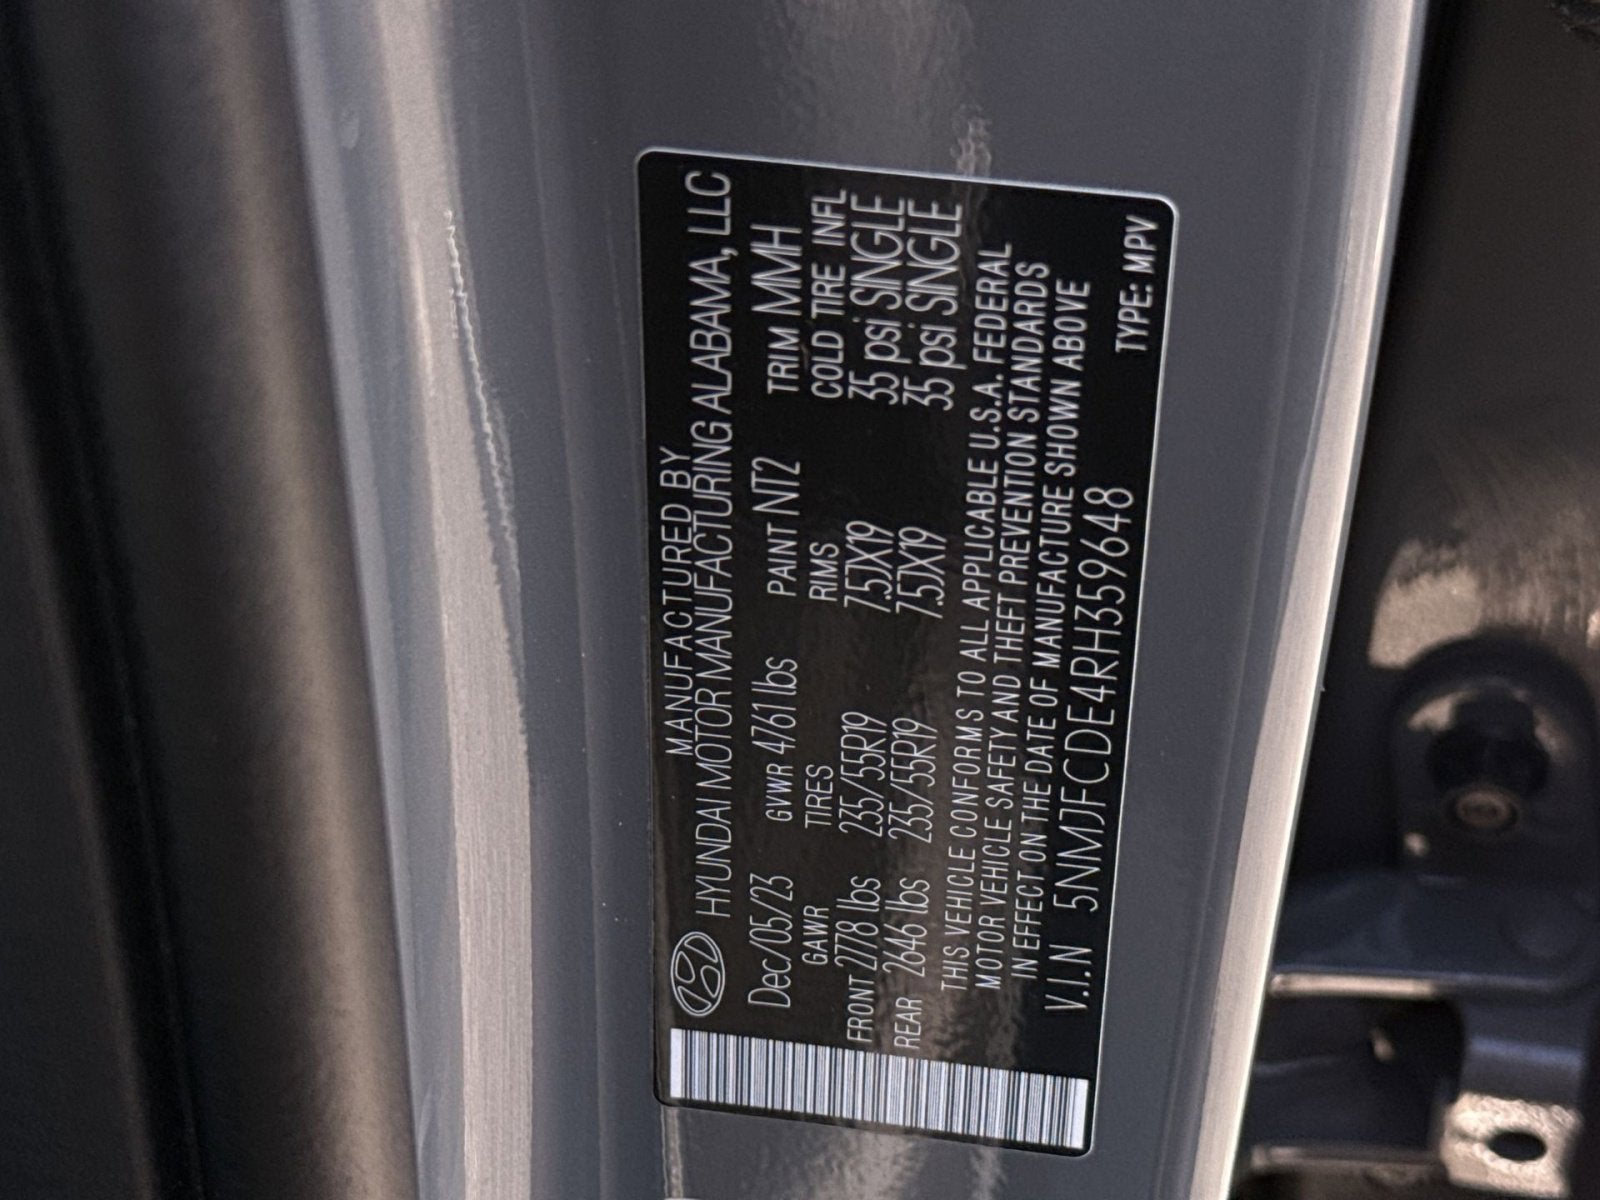 MANUFACTURED BY
HYUNDAI MOTOR MANUFACTURING ALABAMA, LLC
Dec/05/23 GVWR 4761 lbs PAINT NT2 TRIM MMH
GAWR TIRES RIMS COLD TIRE INFL
FRONT 2778 lbs 235/55R19 7.5JX19 35 psi SINGLE
REAR 2646 lbs 235/55R19 7.5JX19 35 psi SINGLE
THIS VEHICLE CONFORMS TO ALL APPLICABLE U.S.A. FEDERAL
MOTOR VEHICLE SAFETY AND THEFT PREVENTION STANDARDS
IN EFFECT ON THE DATE OF MANUFACTURE SHOWN ABOVE
V.I.N 5NMJFCDE4RH359648 TYPE: MPV